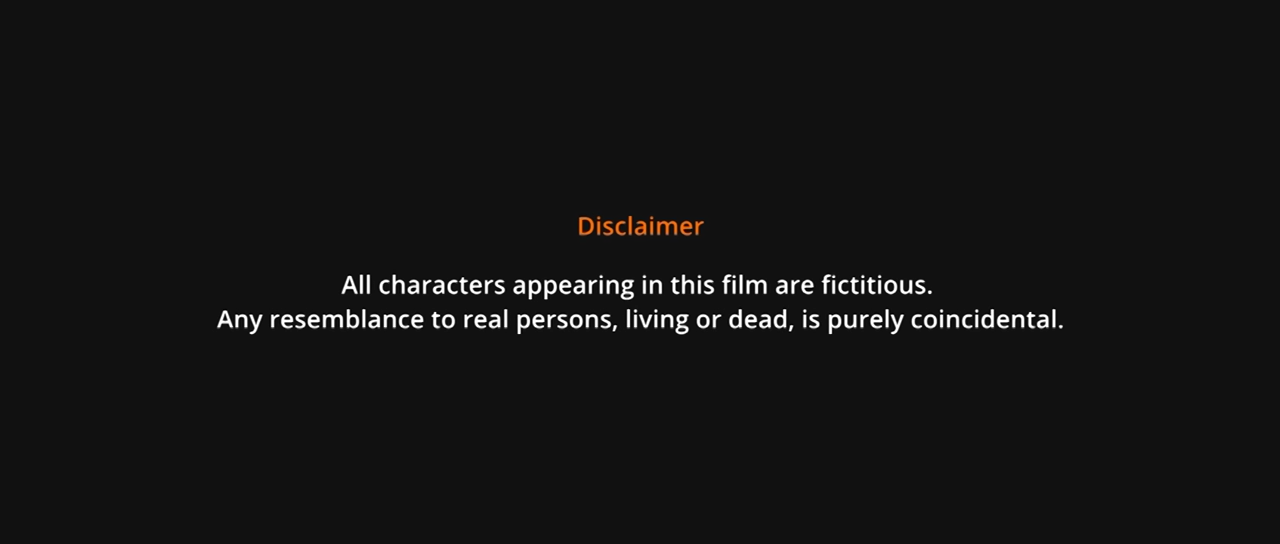 Disclaimer
All characters appearing in this film are fictitious.
Any resemblance to real persons, living or dead, is purely coincidental.